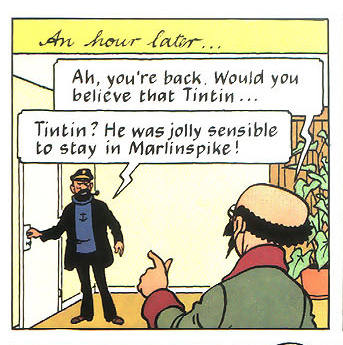 An hour later...
Ah, you're back. Would you
believe that Tintin...
Tintin? He was jolly sensible
to stay in Marlinspike!